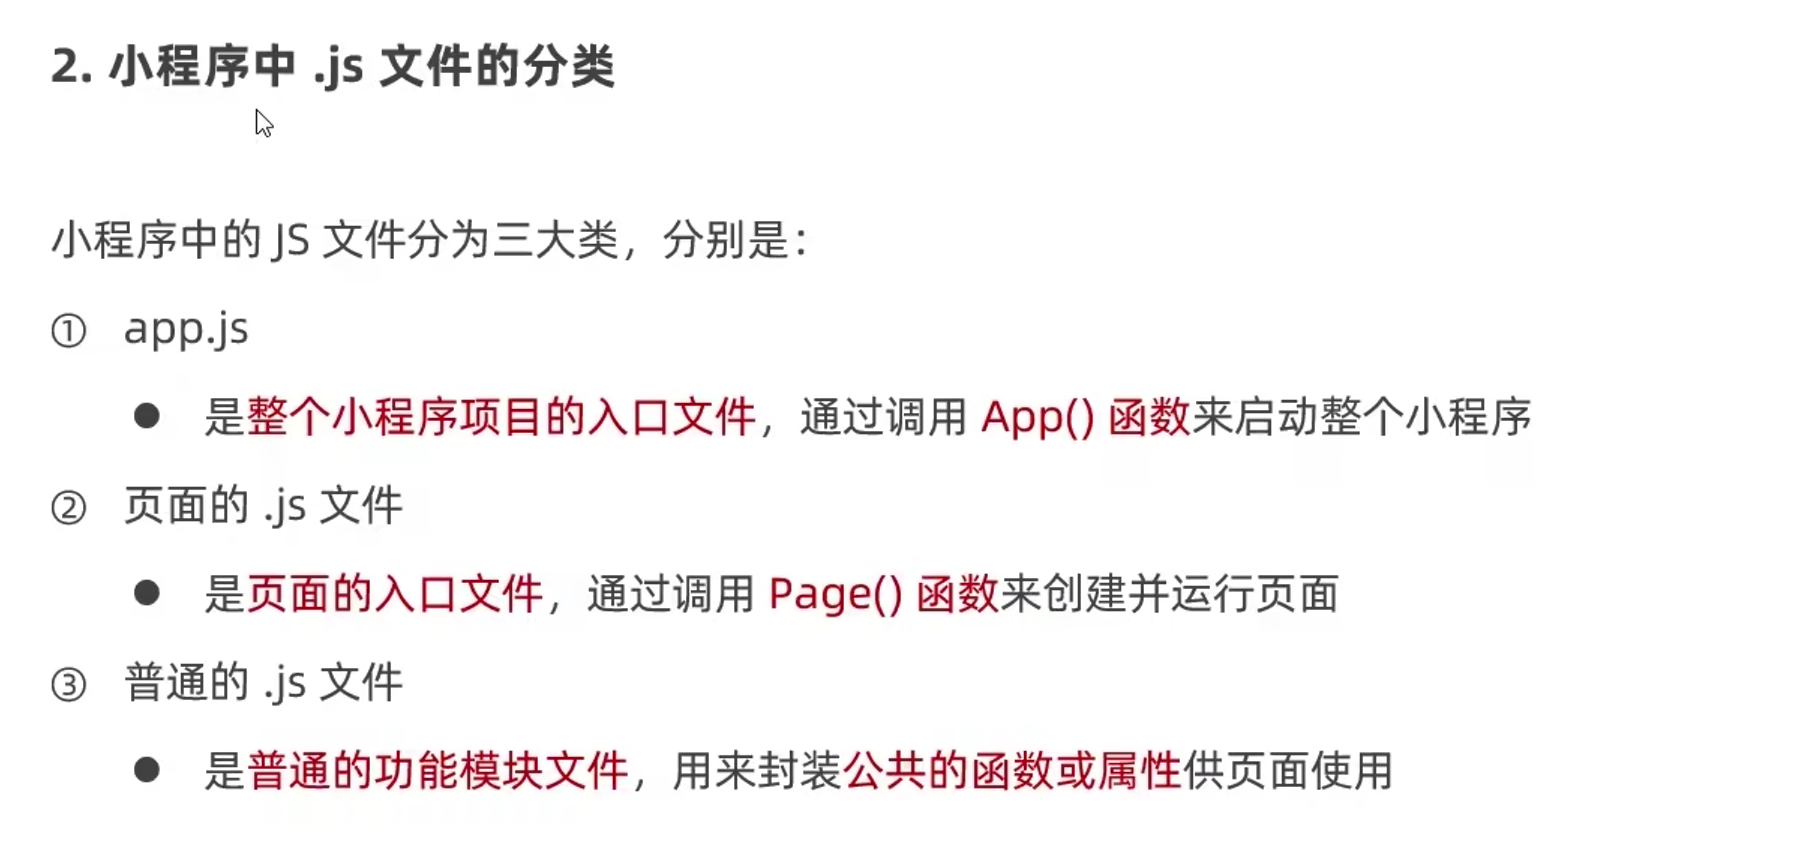 2. 小程序中 .js 文件的分类
小程序中的 JS 文件分为三大类，分别是：
① app.js
● 是整个小程序项目的入口文件，通过调用 App() 函数来启动整个小程序
② 页面的 .js 文件
● 是页面的入口文件，通过调用 Page() 函数来创建并运行页面
③ 普通的 .js 文件
● 是普通的功能模块文件，用来封装公共的函数或属性供页面使用